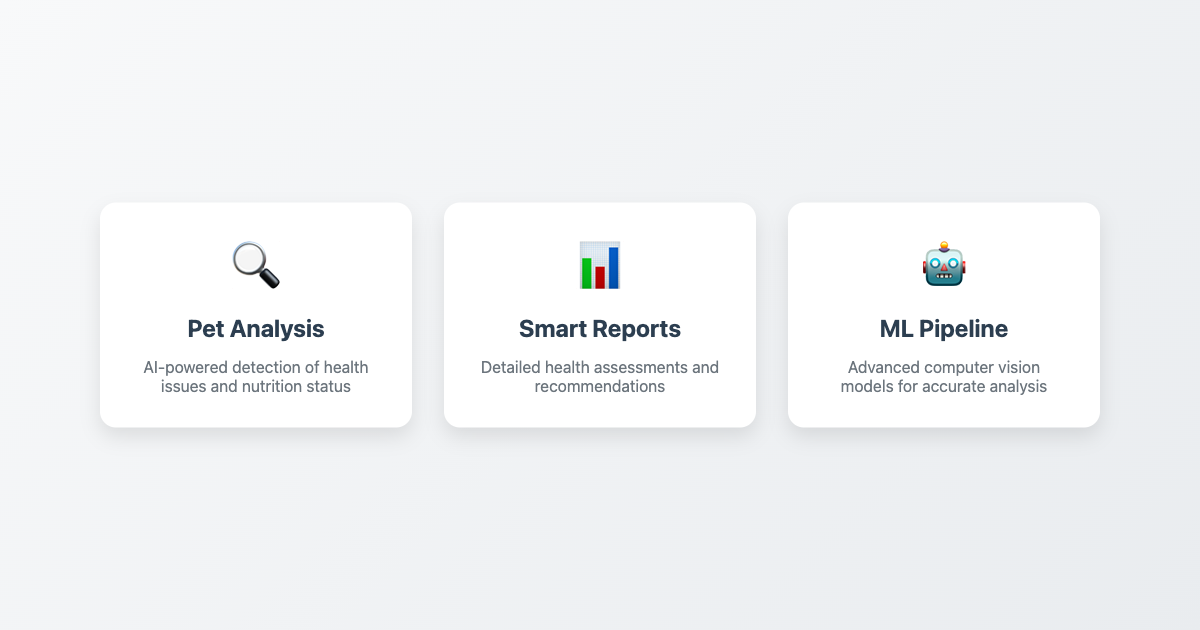 Pet Analysis
AI-powered detection of health
issues and nutrition status
Smart Reports
Detailed health assessments and
recommendations
ML Pipeline
Advanced computer vision
models for accurate analysis